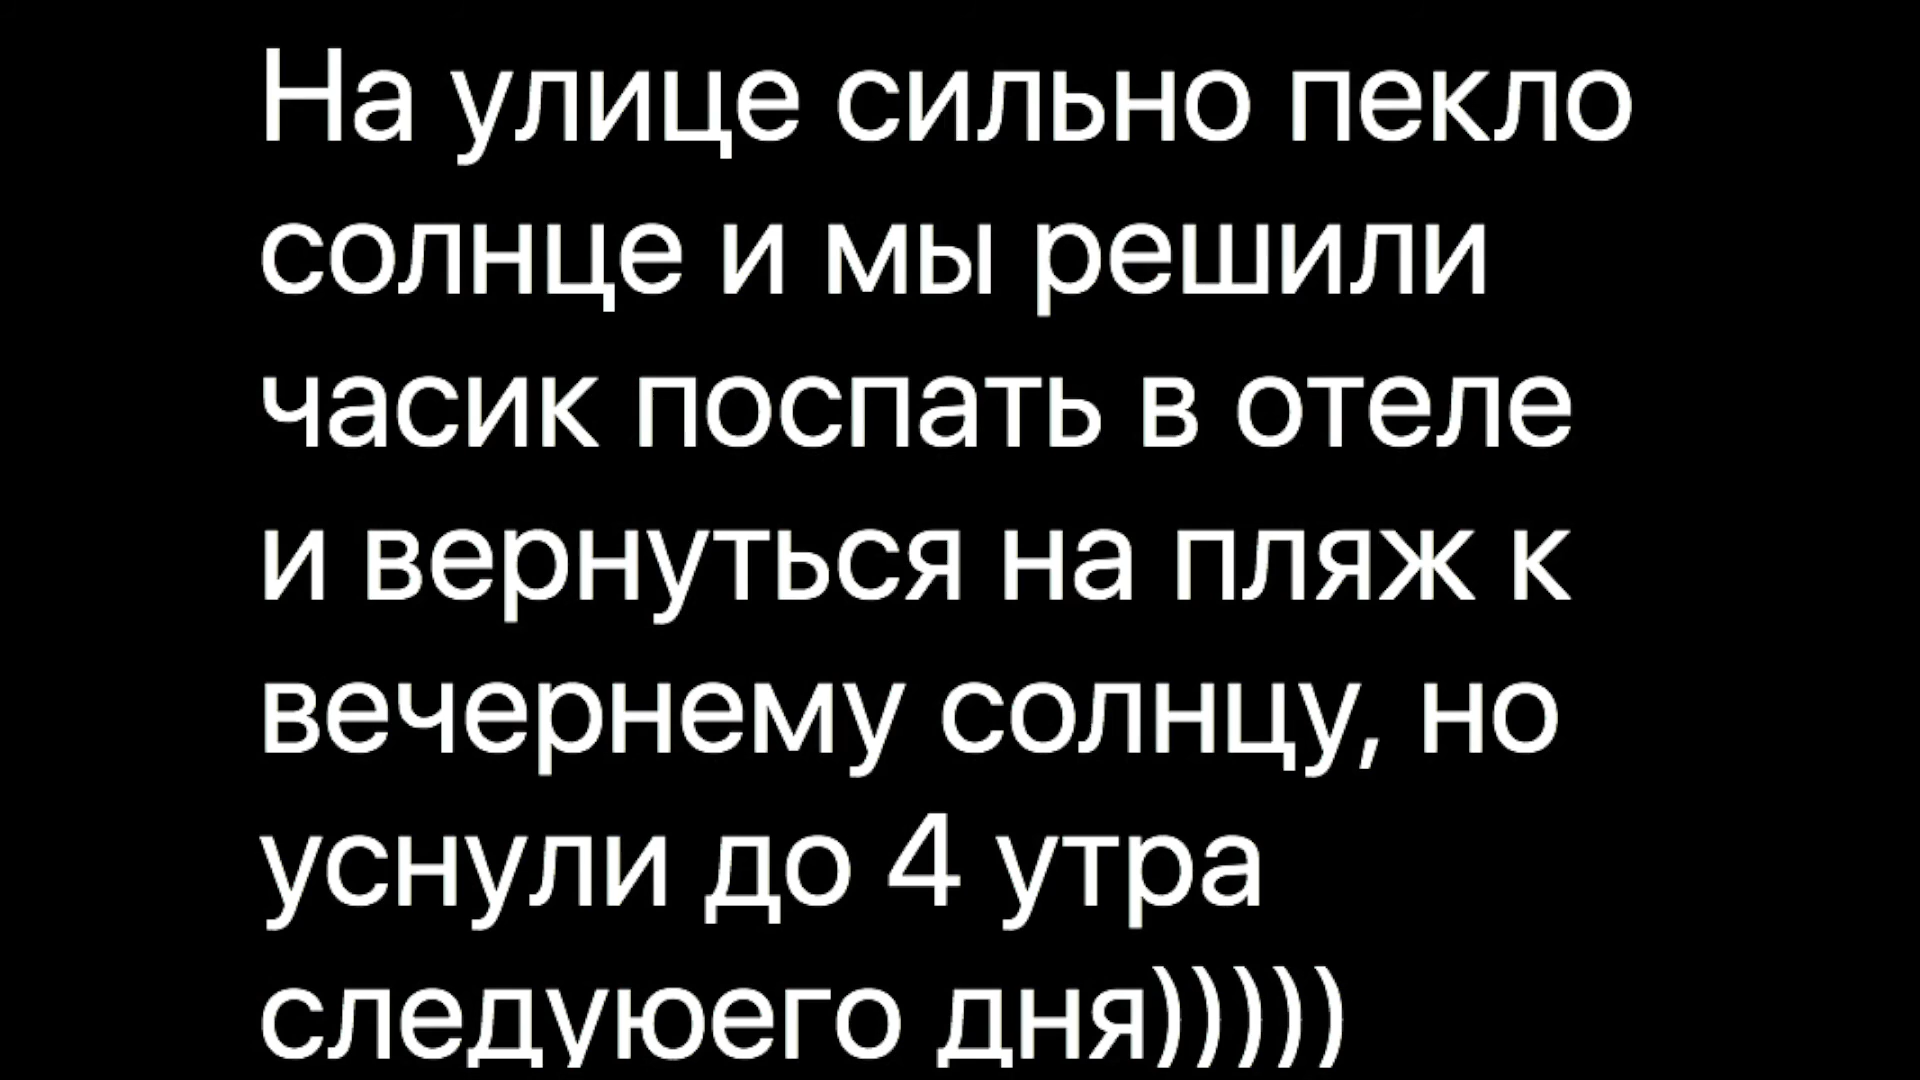 На улице сильно пекло
солнце и мы решили
часик поспать в отеле
и вернуться на пляж к
вечернему солнцу, но
уснули до 4 утра
следуюего дня)))))